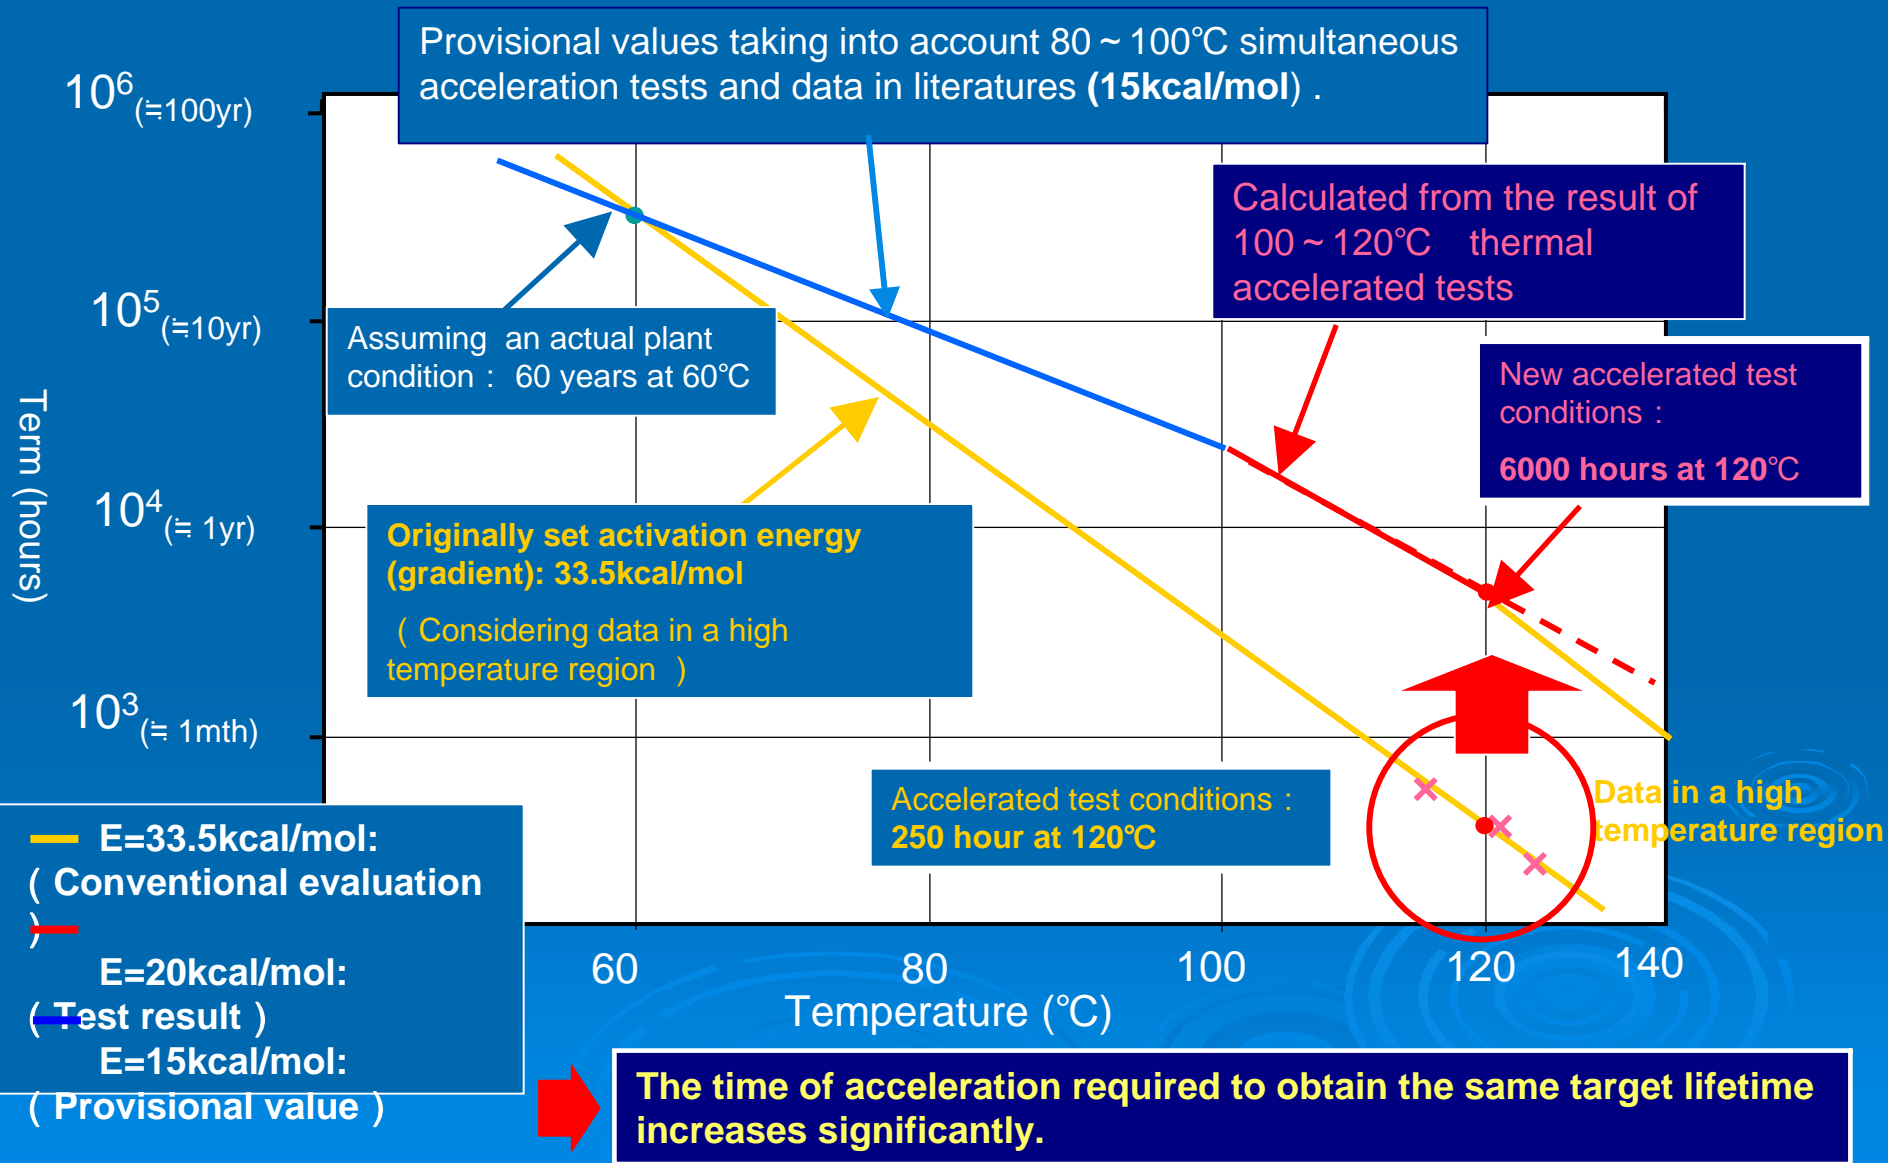 Provisional values taking into account 80 ~ 100℃ simultaneous
acceleration tests and data in literatures (15kcal/mol) .
10⁶ (≒100yr)
Calculated from the result of
100 ~ 120℃ thermal
accelerated tests
10⁵ (≒10yr)
Assuming an actual plant
condition : 60 years at 60℃
New accelerated test
conditions :
6000 hours at 120℃
Term (hours)
10⁴ (≒ 1yr)
Originally set activation energy
(gradient): 33.5kcal/mol
( Considering data in a high
temperature region )
10³ (≒ 1mth)
Accelerated test conditions :
250 hour at 120℃
Data in a high
temperature region
E=33.5kcal/mol:
( Conventional evaluation
)
E=20kcal/mol:
( Test result )
E=15kcal/mol:
( Provisional value )
60 80 100 120 140
Temperature (℃)
The time of acceleration required to obtain the same target lifetime
increases significantly.